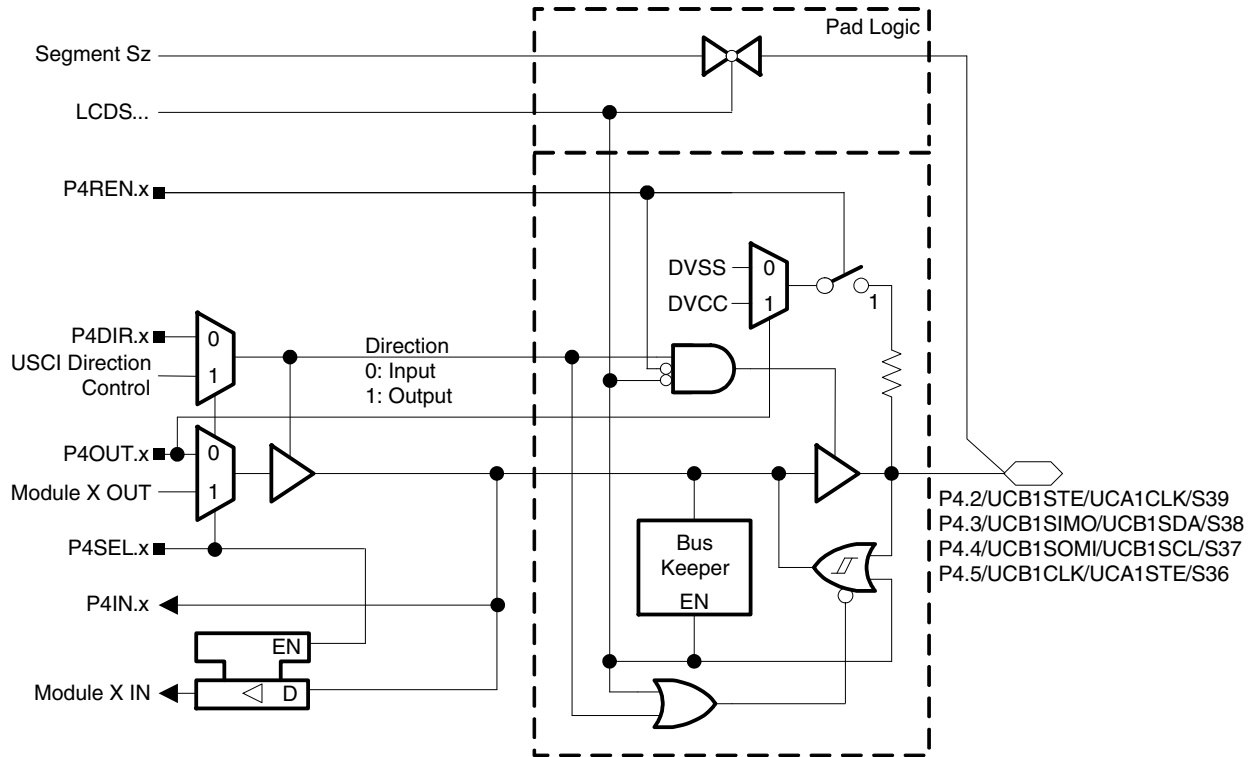 Pad Logic
Segment Sz
LCDS...
P4REN.x
DVSS
0
DVCC
1
1
P4DIR.x
0
USCI Direction
Control
1
Direction
0: Input
1: Output
P4OUT.x
0
Module X OUT
1
P4.2/UCB1STE/UCA1CLK/S39
P4.3/UCB1SIMO/UCB1SDA/S38
P4.4/UCB1SOMI/UCB1SCL/S37
P4.5/UCB1CLK/UCA1STE/S36
P4SEL.x
Bus
Keeper
EN
P4IN.x
EN
Module X IN
D